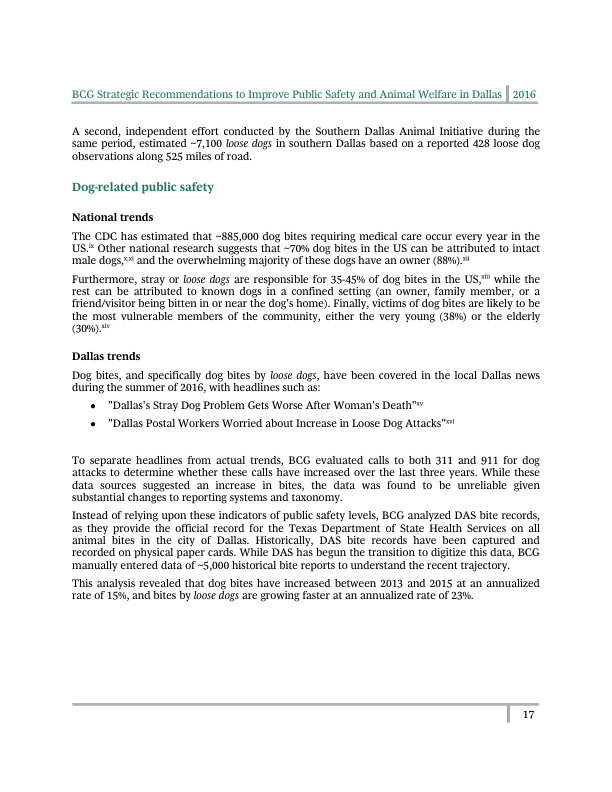 BCG Strategic Recommendations to Improve Public Safety and Animal Welfare in Dallas 2016
A second, independent effort conducted by the Southern Dallas Animal Initiative during the
same period, estimated ~7,100 loose dogs in southern Dallas based on a reported 428 loose dog
observations along 525 miles of road.
Dog-related public safety
National trends
The CDC has estimated that ~885,000 dog bites requiring medical care occur every year in the
US.ix Other national research suggests that ~70% dog bites in the US can be attributed to intact
male dogs,x,xi and the overwhelming majority of these dogs have an owner (88%).xii
Furthermore, stray or loose dogs are responsible for 35-45% of dog bites in the US,xiii while the
rest can be attributed to known dogs in a confined setting (an owner, family member, or a
friend/visitor being bitten in or near the dog's home). Finally, victims of dog bites are likely to be
the most vulnerable members of the community, either the very young (38%) or the elderly
(30%).xiv
Dallas trends
Dog bites, and specifically dog bites by loose dogs, have been covered in the local Dallas news
during the summer of 2016, with headlines such as:
● "Dallas's Stray Dog Problem Gets Worse After Woman's Death"xv
● "Dallas Postal Workers Worried about Increase in Loose Dog Attacks"xvi
To separate headlines from actual trends, BCG evaluated calls to both 311 and 911 for dog
attacks to determine whether these calls have increased over the last three years. While these
data sources suggested an increase in bites, the data was found to be unreliable given
substantial changes to reporting systems and taxonomy.
Instead of relying upon these indicators of public safety levels, BCG analyzed DAS bite records,
as they provide the official record for the Texas Department of State Health Services on all
animal bites in the city of Dallas. Historically, DAS bite records have been captured and
recorded on physical paper cards. While DAS has begun the transition to digitize this data, BCG
manually entered data of ~5,000 historical bite reports to understand the recent trajectory.
This analysis revealed that dog bites have increased between 2013 and 2015 at an annualized
rate of 15%, and bites by loose dogs are growing faster at an annualized rate of 23%.
17